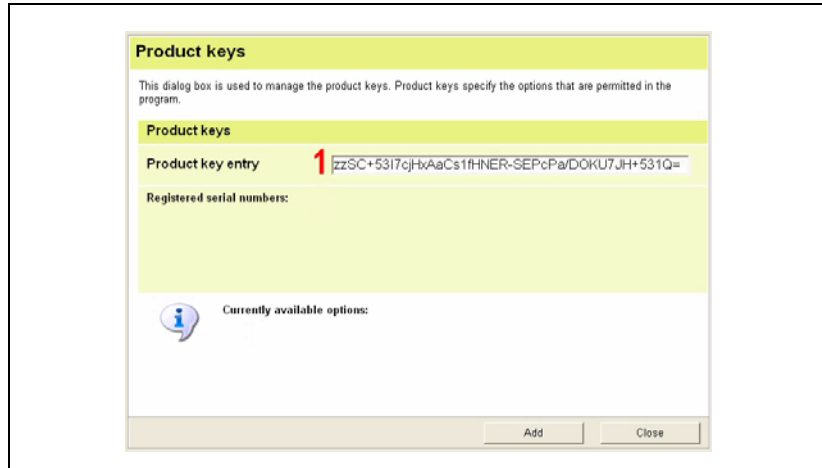 Product keys
This dialog box is used to manage the product keys. Product keys specify the options that are permitted in the
program.
Product keys
Product key entry
1
zzSC+53I7cjHxAaCs1fHNER-SEPcPa/DOKU7JH+531Q=
Registered serial numbers:
Currently available options:
Add
Close